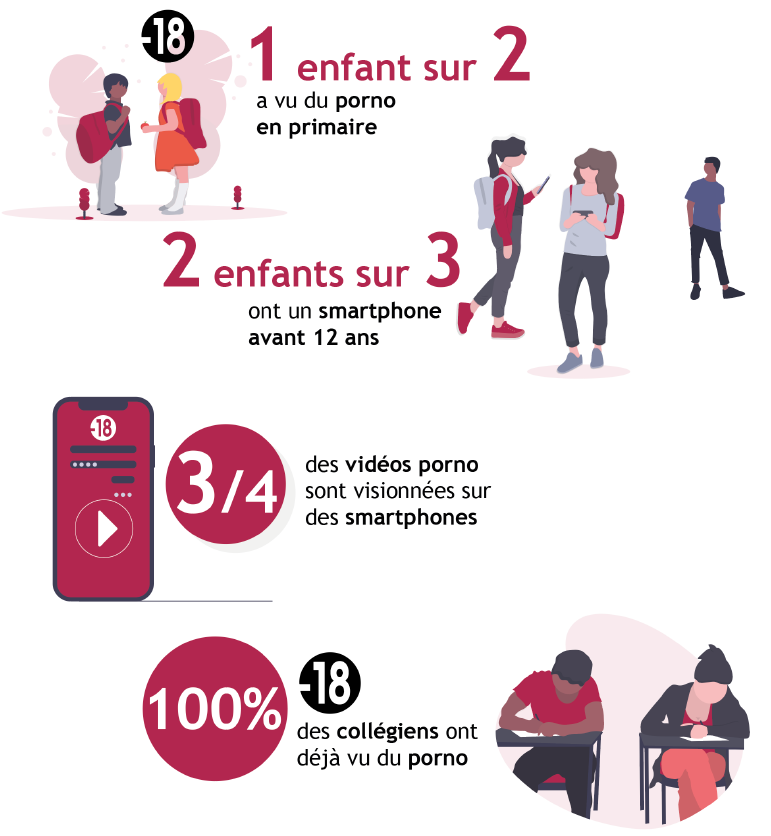 -18
1 enfant sur 2
a vu du porno
en primaire
2 enfants sur 3
ont un smartphone
avant 12 ans
-18
3/4
des vidéos porno
sont visionnées sur
des smartphones
100%
-18
des collégiens ont
déjà vu du porno